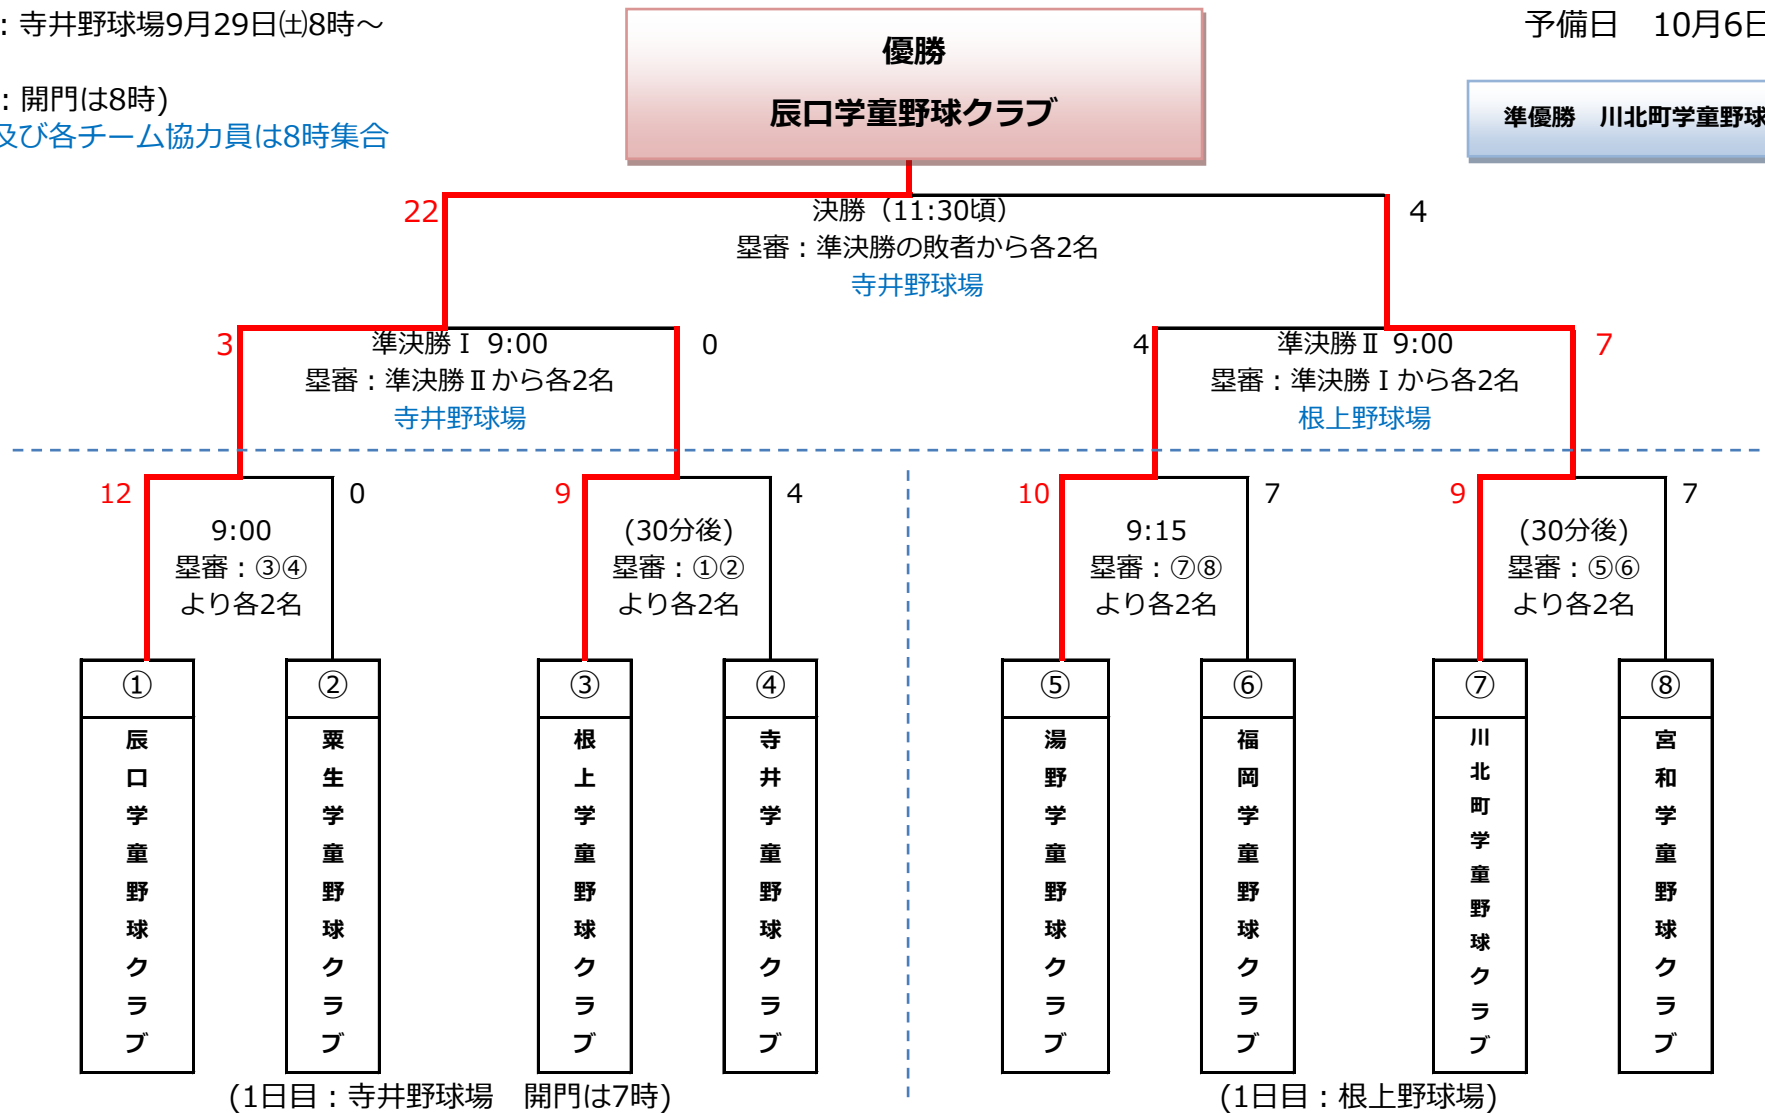 ：寺井野球場9月29日㈯8時～
：開門は8時)
及び各チーム協力員は8時集合
優勝
辰口学童野球クラブ
予備日　10月6日
準優勝　川北町学童野球
22
4
決勝（11:30頃）
塁審：準決勝の敗者から各2名
寺井野球場
3
0
準決勝Ⅰ 9:00
塁審：準決勝Ⅱから各2名
寺井野球場
4
7
準決勝Ⅱ 9:00
塁審：準決勝Ⅰから各2名
根上野球場
12
0
9:00
塁審：③④
より各2名
9
4
(30分後)
塁審：①②
より各2名
10
7
9:15
塁審：⑦⑧
より各2名
9
7
(30分後)
塁審：⑤⑥
より各2名
①
辰口学童野球クラブ
②
粟生学童野球クラブ
③
根上学童野球クラブ
④
寺井学童野球クラブ
⑤
湯野学童野球クラブ
⑥
福岡学童野球クラブ
⑦
川北町学童野球クラブ
⑧
宮和学童野球クラブ
(1日目：寺井野球場　開門は7時)
(1日目：根上野球場)